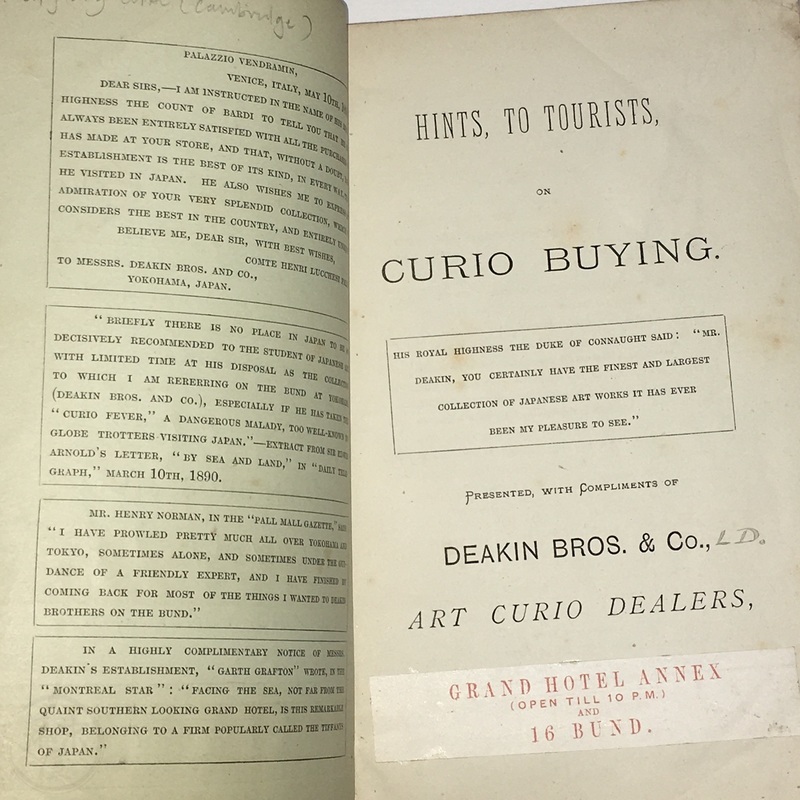 (Cambridge)
PALAZZIO VENDRAMIN,
VENICE, ITALY, MAY 10TH,
DEAR SIRS,—I AM INSTRUCTED IN THE NAME OF
HIGHNESS THE COUNT OF BARDI TO TELL YOU THAT
ALWAYS BEEN ENTIRELY SATISFIED WITH ALL THE
HAS MADE AT YOUR STORE, AND THAT, WITHOUT A DOUBT,
ESTABLISHMENT IS THE BEST OF ITS KIND, IN EVERY WAY,
HE VISITED IN JAPAN. HE ALSO WISHES ME TO EXPRESS
ADMIRATION OF YOUR VERY SPLENDID COLLECTION,
CONSIDERS THE BEST IN THE COUNTRY, AND ENTIRELY
BELIEVE ME, DEAR SIR, WITH BEST WISHES,
COMTE HENRI
TO MESSRS. DEAKIN BROS. AND CO.,
YOKOHAMA, JAPAN.
"BRIEFLY THERE IS NO PLACE IN JAPAN TO BE
DECISIVELY RECOMMENDED TO THE STUDENT OF JAPANESE
WITH LIMITED TIME AT HIS DISPOSAL AS THE
TO WHICH I AM RERERRING ON THE BUND AT
(DEAKIN BROS. AND CO.), ESPECIALLY IF HE HAS TAKEN
"CURIO FEVER," A DANGEROUS MALADY, TOO WELL-KNOWN
GLOBE TROTTERS VISITING JAPAN."—EXTRACT FROM SIR
ARNOLD'S LETTER, "BY SEA AND LAND," IN "DAILY
GRAPH," MARCH 10TH, 1890.
MR. HENRY NORMAN, IN THE "PALL MALL GAZETTE,"
"I HAVE PROWLED PRETTY MUCH ALL OVER YOKOHAMA AND
TOKYO, SOMETIMES ALONE, AND SOMETIMES UNDER THE
DANCE OF A FRIENDLY EXPERT, AND I HAVE FINISHED BY
COMING BACK FOR MOST OF THE THINGS I WANTED TO DEAKIN
BROTHERS ON THE BUND."
IN A HIGHLY COMPLIMENTARY NOTICE OF MESSRS.
DEAKIN'S ESTABLISHMENT, "GARTH GRAFTON" WROTE, IN THE
"MONTREAL STAR": "FACING THE SEA, NOT FAR FROM THE
QUAINT SOUTHERN LOOKING GRAND HOTEL, IS THIS REMARKABLE
SHOP, BELONGING TO A FIRM POPULARLY CALLED THE TIFFANYS
OF JAPAN."
HINTS, TO TOURISTS,
ON
CURIO BUYING.
HIS ROYAL HIGHNESS THE DUKE OF CONNAUGHT SAID: "MR.
DEAKIN, YOU CERTAINLY HAVE THE FINEST AND LARGEST
COLLECTION OF JAPANESE ART WORKS IT HAS EVER
BEEN MY PLEASURE TO SEE."
PRESENTED, WITH COMPLIMENTS OF
DEAKIN BROS. & Co., LD.
ART CURIO DEALERS,
GRAND HOTEL ANNEX
(OPEN TILL 10 P.M.)
AND
16 BUND.